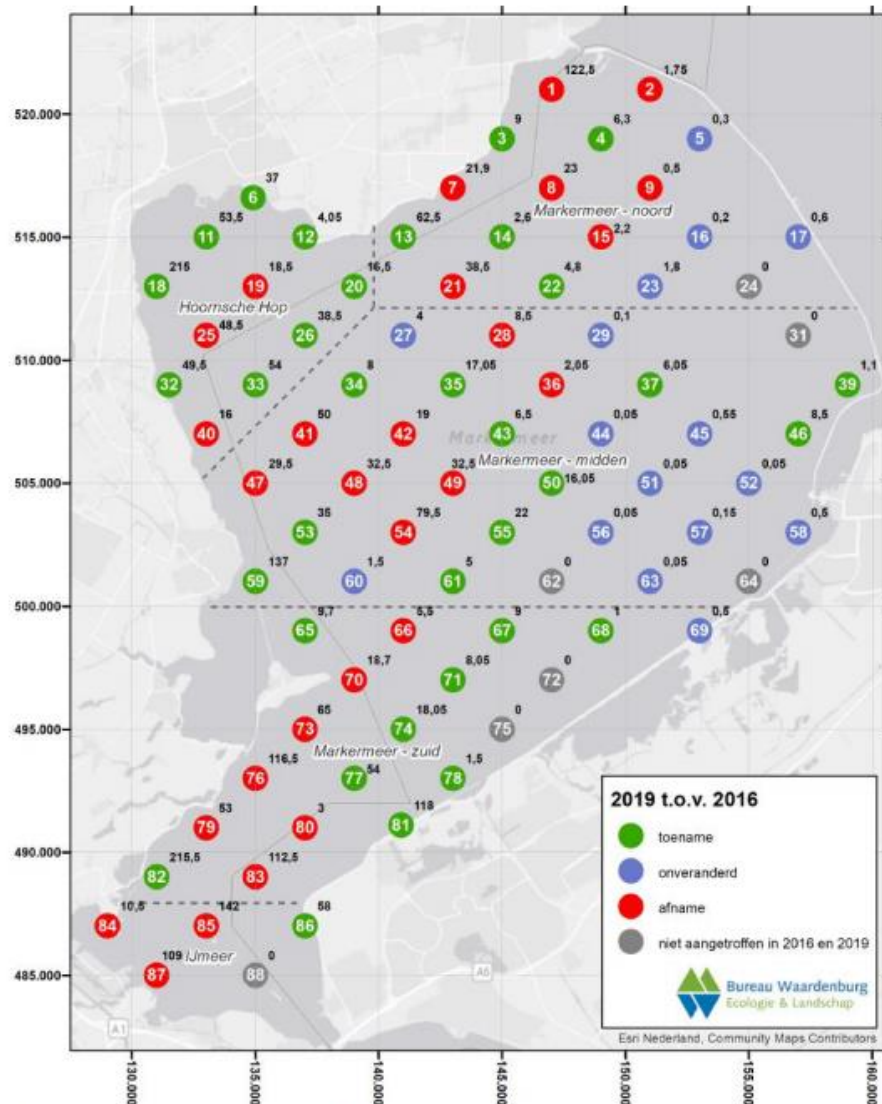 122,5 1,75
520.000 1 2
9 6,3 0,3
3 4 5
37 21,9 23 0,5
6 7 8 9
Markermeer - noord
53,5 4,05 62,5 2,6 2,2 0,2 0,6
515.000 11 12 13 14 15 16 17
215 18,5 16,5 38,5 4,8 1,8 0
18 19 20 21 22 23 24
Hoornsche Hop
48,5 38,5 4 8,5 0,1 0
25 26 27 28 29 31
510.000
49,5 54 8 17,05 2,05 6,05 1,1
32 33 34 35 36 37 39
16 50 19 6,5 0,05 0,55 8,5
40 41 42 43 44 45 46
Markermeer
Markermeer - midden
29,5 32,5 32,5 16,05 0,05 0,05
505.000 47 48 49 50 51 52
35 79,5 22 0,05 0,15 0,5
53 54 55 56 57 58
137 1,5 5 0 0,05 0
59 60 61 62 63 64
500.000
9,7 5,5 9 1 0,5
65 66 67 68 69
18,7 8,05 0
70 71 72
65 18,05 0
495.000 73 74 75
Markermeer - zuid
116,5 54 1,5
76 77 78
53 3 118
79 80 81
490.000
215,5 112,5
82 83
10,5 142 58
84 85 86
109 IJmeer 0
485.000 87 88
A6
A1
2019 t.o.v. 2016
toename
onveranderd
afname
niet aangetroffen in 2016 en 2019
Bureau Waardenburg
Ecologie & Landschap
Esri Nederland, Community Maps Contributors
130.000 135.000 140.000 145.000 150.000 155.000 160.000